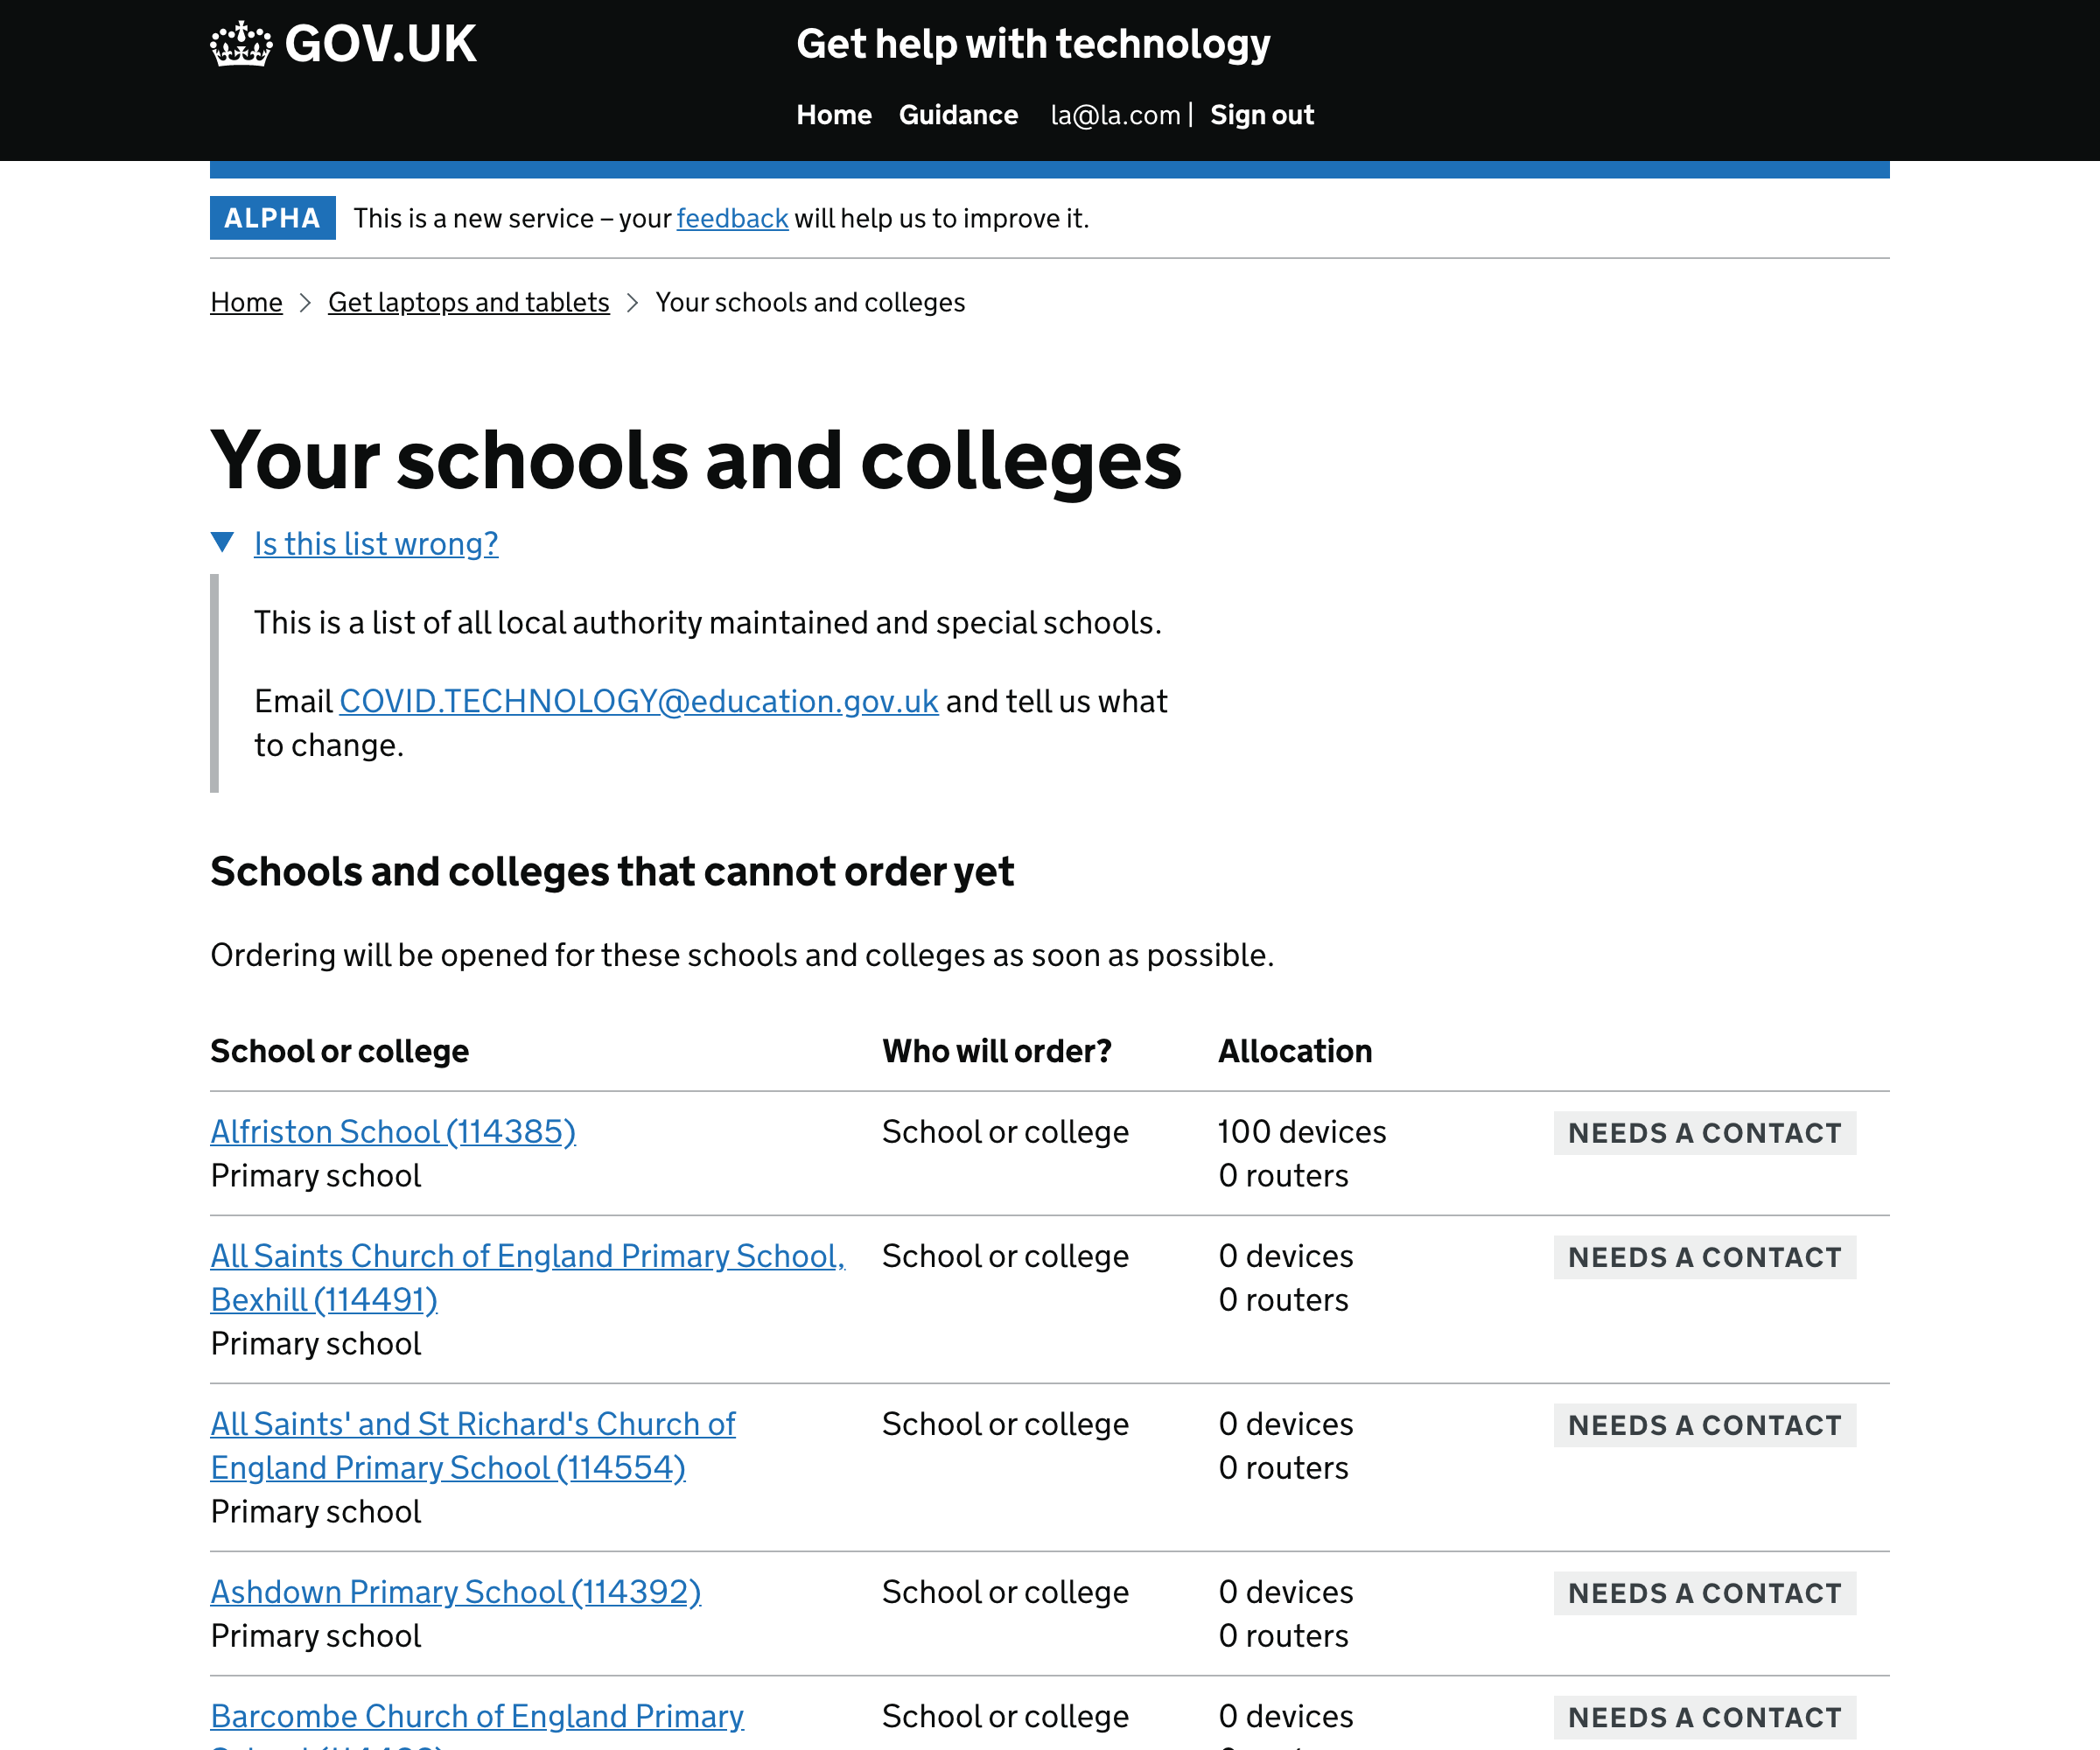 GOV.UK
Get help with technology
Home Guidance la@la.com | Sign out
ALPHA This is a new service – your feedback will help us to improve it.
Home > Get laptops and tablets > Your schools and colleges
Your schools and colleges
▼ Is this list wrong?
This is a list of all local authority maintained and special schools.
Email COVID.TECHNOLOGY@education.gov.uk and tell us what
to change.
Schools and colleges that cannot order yet
Ordering will be opened for these schools and colleges as soon as possible.
School or college Who will order? Allocation
Alfriston School (114385) School or college 100 devices NEEDS A CONTACT
Primary school 0 routers
All Saints Church of England Primary School, School or college 0 devices NEEDS A CONTACT
Bexhill (114491) 0 routers
Primary school
All Saints' and St Richard's Church of School or college 0 devices NEEDS A CONTACT
England Primary School (114554) 0 routers
Primary school
Ashdown Primary School (114392) School or college 0 devices NEEDS A CONTACT
Primary school 0 routers
Barcombe Church of England Primary School or college 0 devices NEEDS A CONTACT